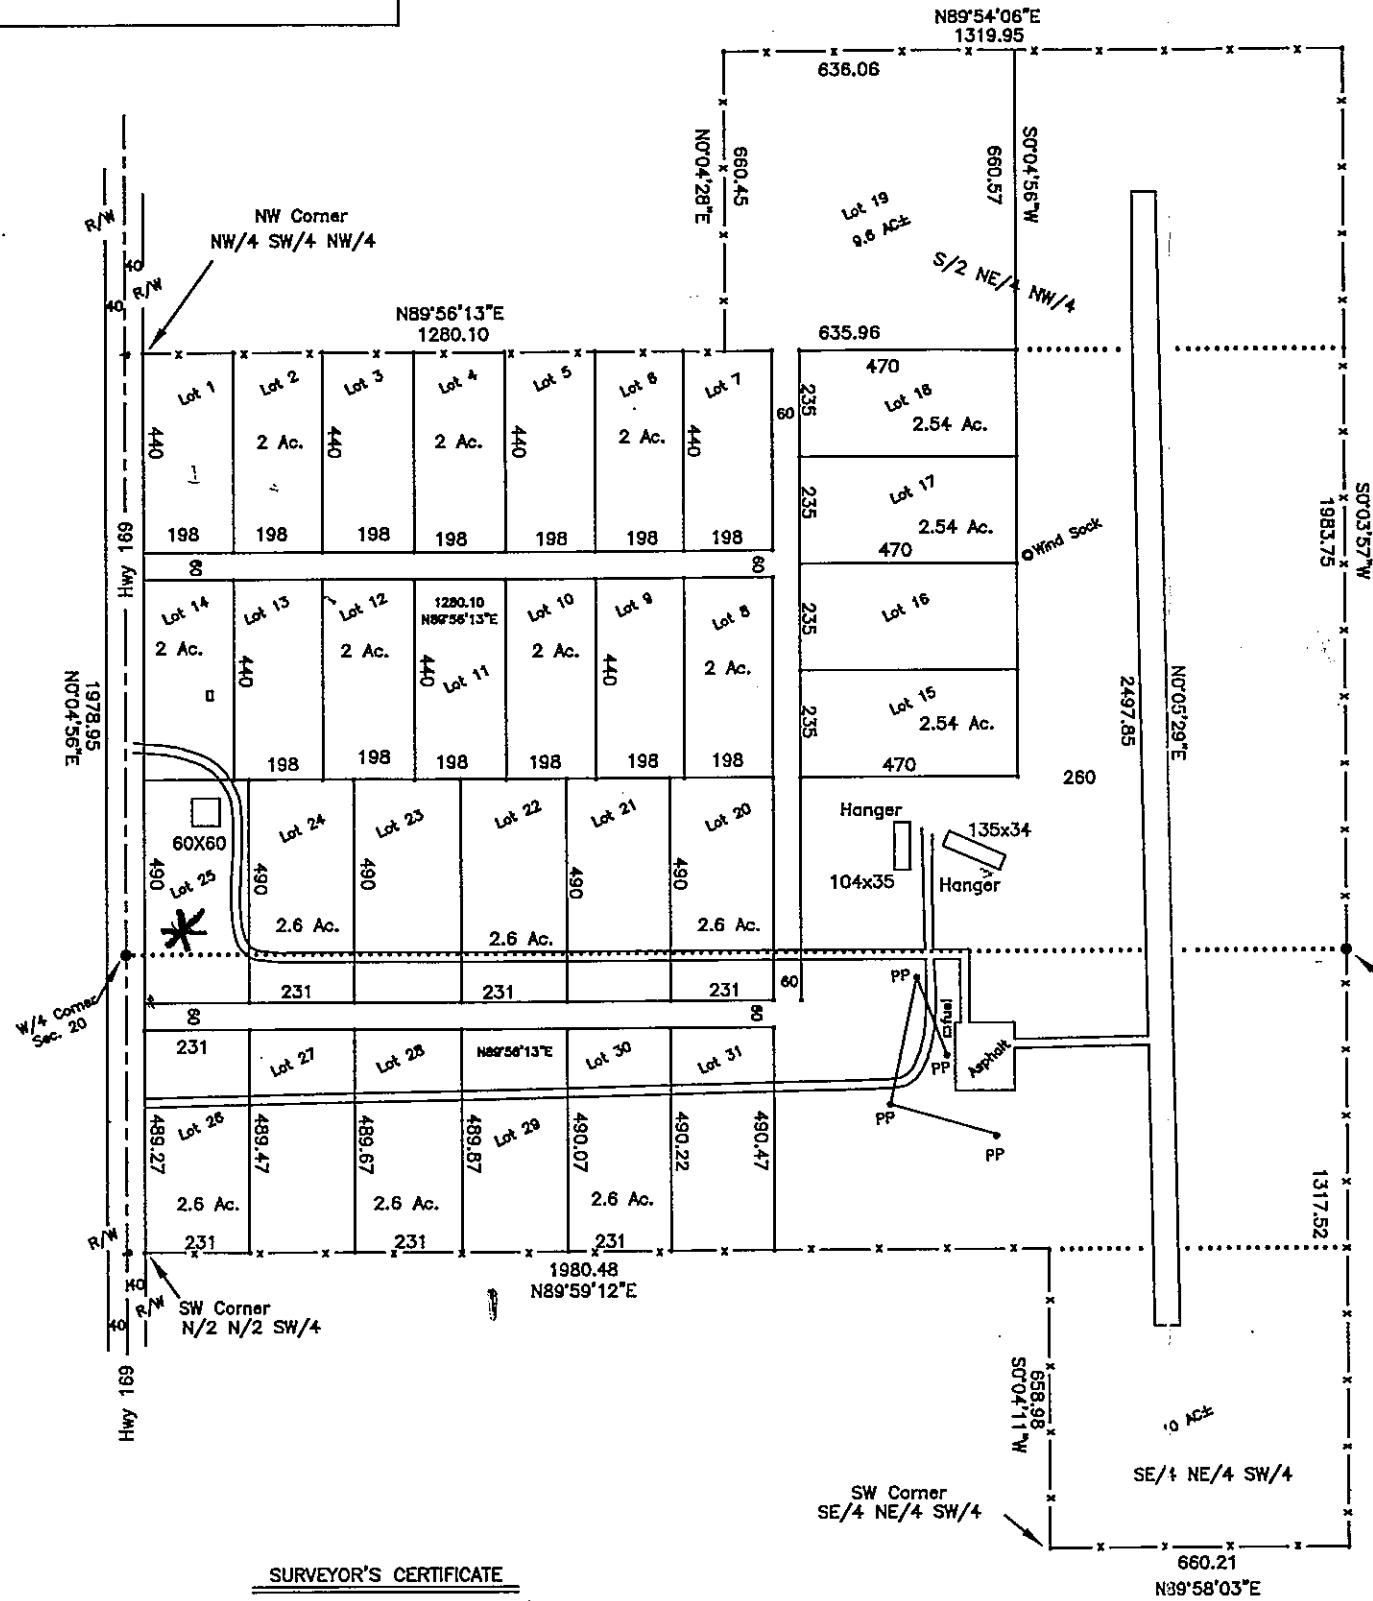 N89°54'06"E
1319.95
636.06
660.45
N0°04'28"E
S0°04'56"W
660.57
Lot 19
9.6 AC±
S/2 NE/4 NW/4
R/W
40
40
R/W
NW Corner
NW/4 SW/4 NW/4
N89°56'13"E
1280.10
635.96
470
Lot 1
Lot 2
Lot 3
Lot 4
Lot 5
Lot 6
Lot 7
60
235
Lot 18
2.54 Ac.
440
2 Ac.
440
2 Ac.
440
2 Ac.
440
235
Lot 17
2.54 Ac.
198
198
198
198
198
198
198
470
Wind Sock
S0°03'57"W
1983.75
Hwy 169
60
60
Lot 14
Lot 13
Lot 12
1280.10
N89°56'13"E
Lot 10
Lot 9
Lot 8
235
Lot 16
2 Ac.
440
2 Ac.
440
Lot 11
2 Ac.
440
2 Ac.
1978.95
N0°04'56"E
235
Lot 15
2.54 Ac.
2497.85
N0°05'29"E
198
198
198
198
198
198
470
260
60X60
Lot 24
Lot 23
Lot 22
Lot 21
Lot 20
Hanger
135x34
490
Lot 25
490
490
490
490
104x35
Hanger
2.6 Ac.
2.6 Ac.
2.6 Ac.
W/4 Corner
Sec. 20
231
231
231
60
PP
60
60
fuel
231
Lot 27
Lot 28
N89°56'13"E
Lot 30
Lot 31
PP
Asphalt
Lot 26
Lot 29
PP
PP
489.27
489.47
489.67
489.87
490.07
490.22
490.47
2.6 Ac.
2.6 Ac.
2.6 Ac.
1317.52
R/W
231
231
231
1980.48
N89°59'12"E
40
R/W
40
SW Corner
N/2 N/2 SW/4
Hwy 169
658.98
S0°04'11"W
10 AC±
SE/4 NE/4 SW/4
SW Corner
SE/4 NE/4 SW/4
660.21
N89°58'03"E
SURVEYOR'S CERTIFICATE